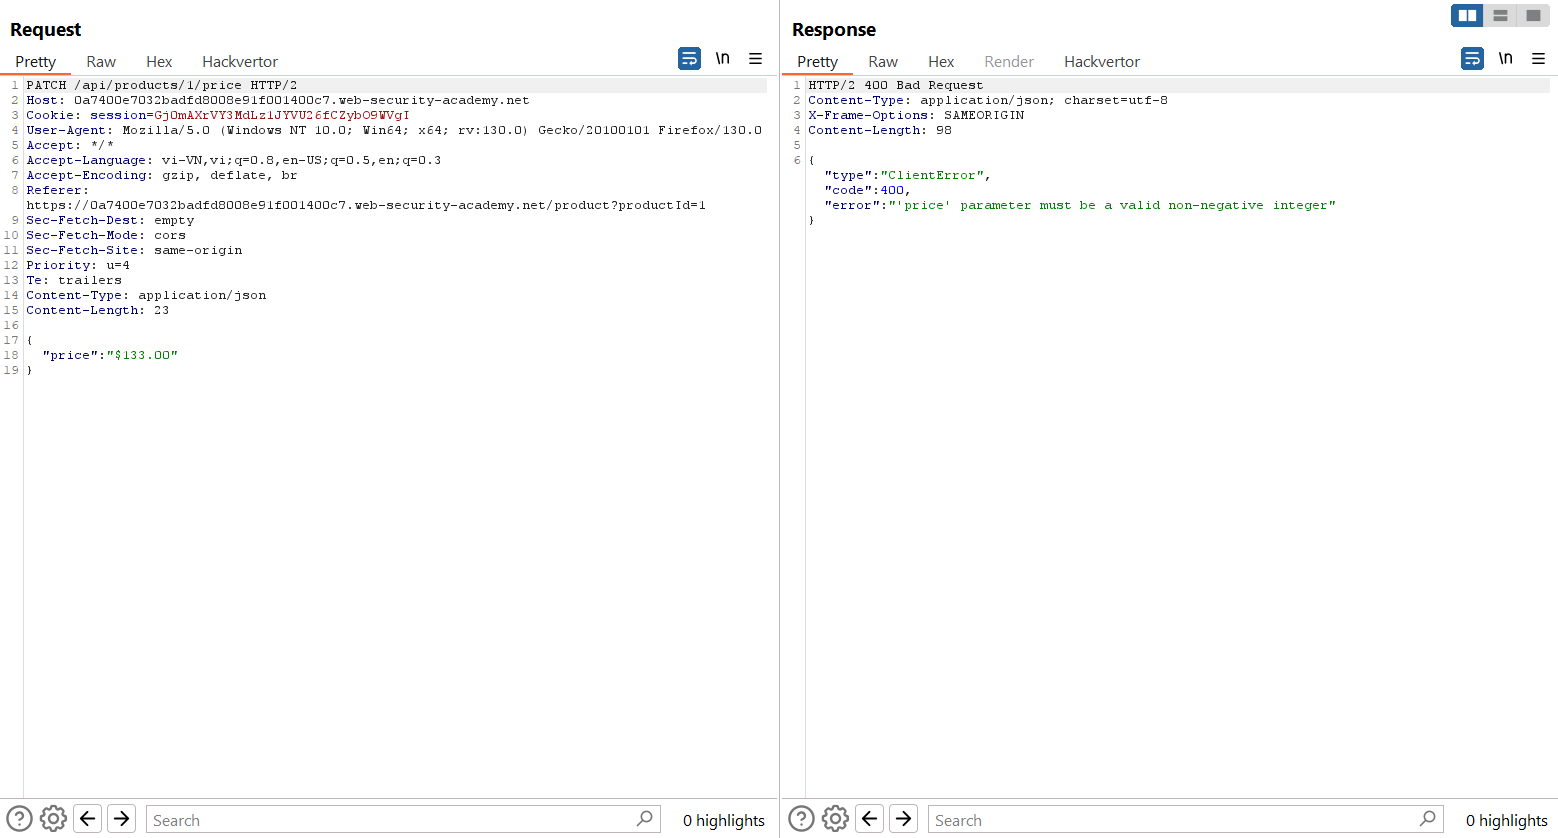 Request
Pretty Raw Hex Hackvertor \n
1 PATCH /api/products/1/price HTTP/2
2 Host: 0a7400e7032badfd8008e91f001400c7.web-security-academy.net
3 Cookie: session=Gj0mAXrVY3MdLz1JYVU26fCZybO9WVgI
4 User-Agent: Mozilla/5.0 (Windows NT 10.0; Win64; x64; rv:130.0) Gecko/20100101 Firefox/130.0
5 Accept: */*
6 Accept-Language: vi-VN,vi;q=0.8,en-US;q=0.5,en;q=0.3
7 Accept-Encoding: gzip, deflate, br
8 Referer:
https://0a7400e7032badfd8008e91f001400c7.web-security-academy.net/product?productId=1
9 Sec-Fetch-Dest: empty
10 Sec-Fetch-Mode: cors
11 Sec-Fetch-Site: same-origin
12 Priority: u=4
13 Te: trailers
14 Content-Type: application/json
15 Content-Length: 23
16
17 {
18 "price":"$133.00"
19 }
Search
0 highlights
Response
Pretty Raw Hex Render Hackvertor \n
1 HTTP/2 400 Bad Request
2 Content-Type: application/json; charset=utf-8
3 X-Frame-Options: SAMEORIGIN
4 Content-Length: 98
5
6 {
"type":"ClientError",
"code":400,
"error":"'price' parameter must be a valid non-negative integer"
}
Search
0 highlights